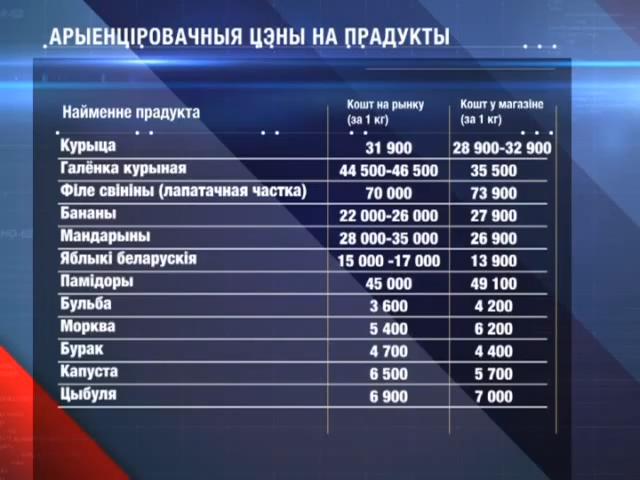 АРЫЕНЦІРОВАЧНЫЯ ЦЭНЫ НА ПРАДУКТЫ
Найменне прадукта Кошт на рынку (за 1 кг) Кошт у магазіне (за 1 кг)
Курыца 31 900 28 900-32 900
Галёнка курыная 44 500-46 500 35 500
Філе свініны (лапатачная частка) 70 000 73 900
Бананы 22 000-26 000 27 900
Мандарыны 28 000-35 000 26 900
Яблыкі беларускія 15 000 -17 000 13 900
Памідоры 45 000 49 100
Бульба 3 600 4 200
Морква 5 400 6 200
Бурак 4 700 4 400
Капуста 6 500 5 700
Цыбуля 6 900 7 000